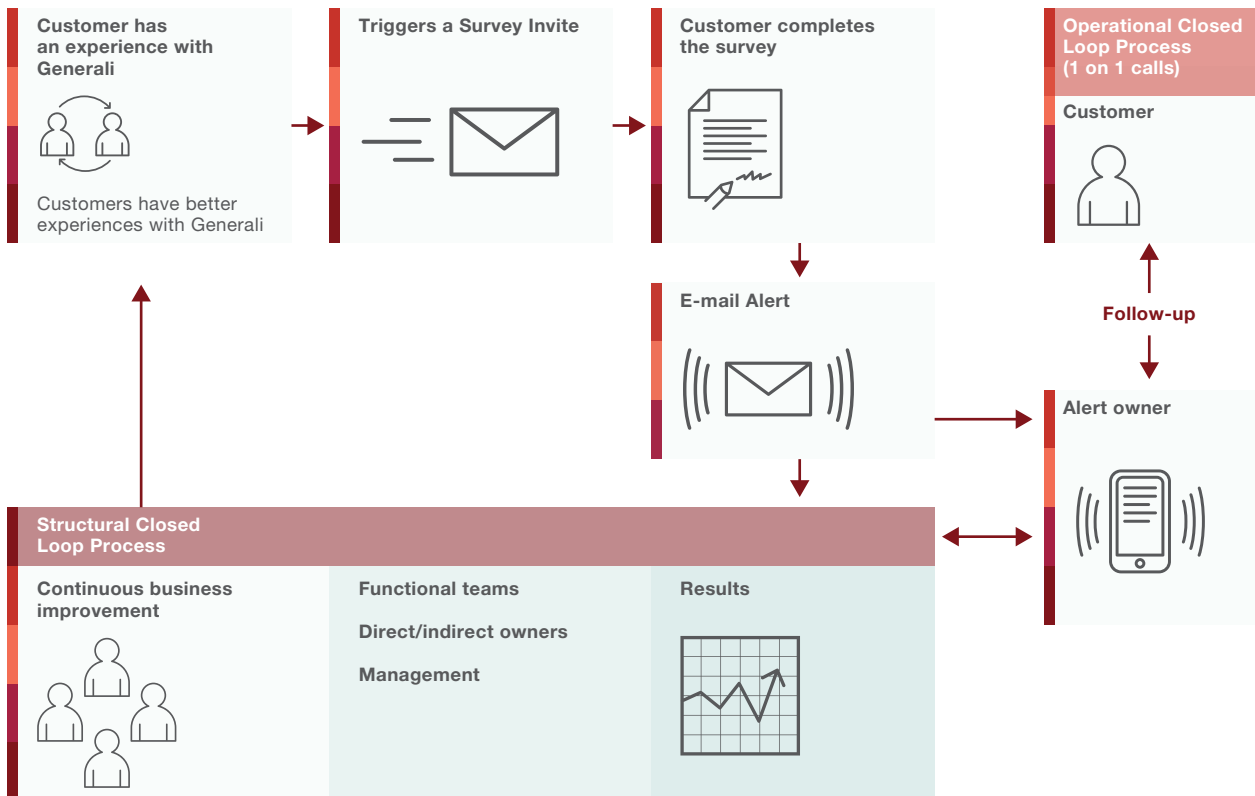 Customer has
an experience with
Generali
Customers have better
experiences with Generali
Triggers a Survey Invite
Customer completes
the survey
Operational Closed
Loop Process
(1 on 1 calls)
Customer
E-mail Alert
Follow-up
Alert owner
Structural Closed
Loop Process
Continuous business
improvement
Functional teams
Direct/indirect owners
Management
Results